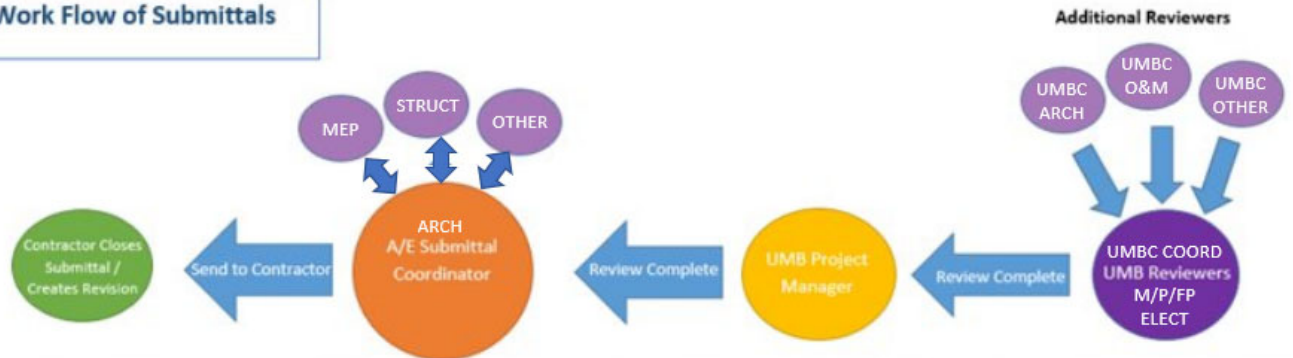 Work Flow of Submittals
Additional Reviewers
MEP
STRUCT
OTHER
UMBC
ARCH
UMBC
O&M
UMBC
OTHER
Contractor Closes
Submittal /
Creates Revision
Send to Contractor
ARCH
A/E Submittal
Coordinator
Review Complete
UMB Project
Manager
Review Complete
UMBC COORD
UMB Reviewers
M/P/FP
ELECT